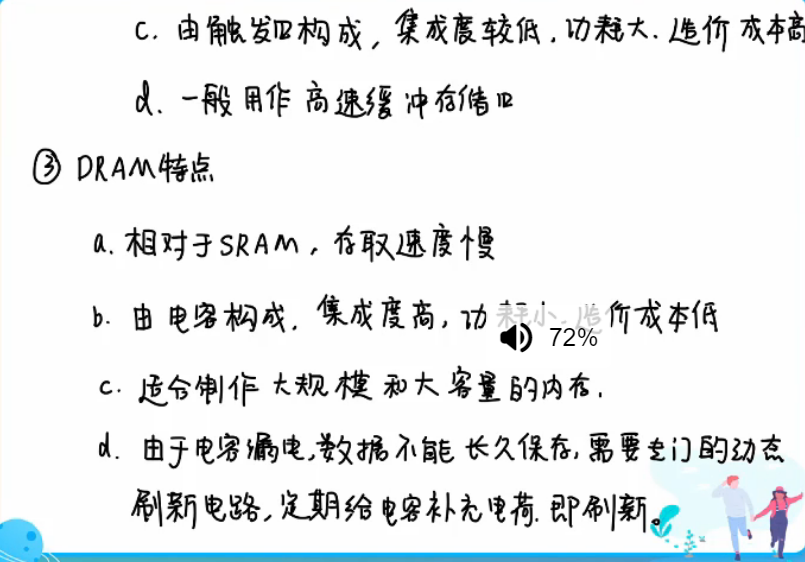 c. 由触发四构成，集成度较低，功耗大.造价成本高
d. 一般用作高速缓冲存储四
③ DRAM特点
a. 相对于SRAM，存取速度慢
b. 由电容构成，集成度高，功耗小.造价成本低
72%
c. 适合制作大规模和大容量的内存.
d. 由于电容漏电,数据不能长久保存,需要专门的动态
刷新电路,定期给电容补充电荷.即刷新。